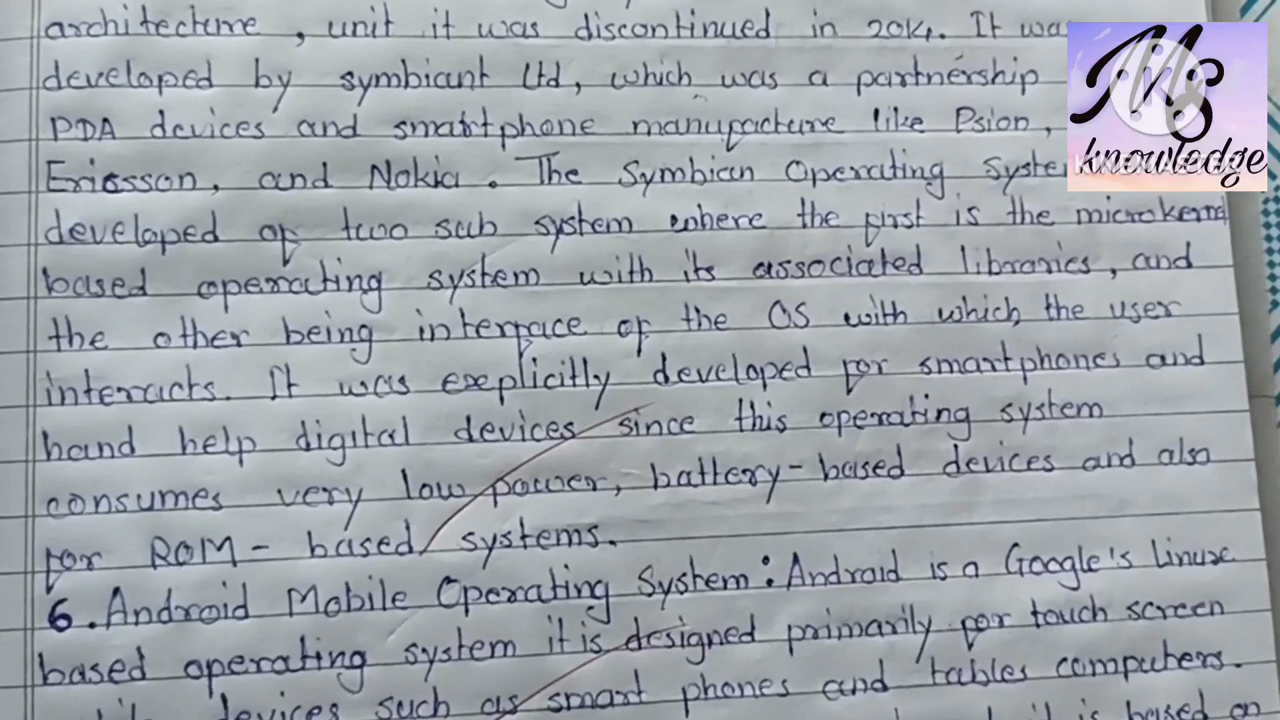 architecture, unit it was discontinued in 2014. It was
developed by symbiant Ltd, which was a partnership
PDA devices and smartphone manufacture like Psion,
Ericsson, and Nokia. The Symbian Operating System
developed of two sub system where the first is the microkernel
based operating system with its associated libraries, and
the other being interface of the OS with which the user
interacts. It was explicitly developed for smartphones and
hand help digital devices since this operating system
consumes very low power, battery-based devices and also
for ROM-based systems.
6. Android Mobile Operating System: Android is a Google's Linux
based operating system it is designed primarily for touch screen
devices such as smart phones and tables computers.
it is based on
MS
knowledge